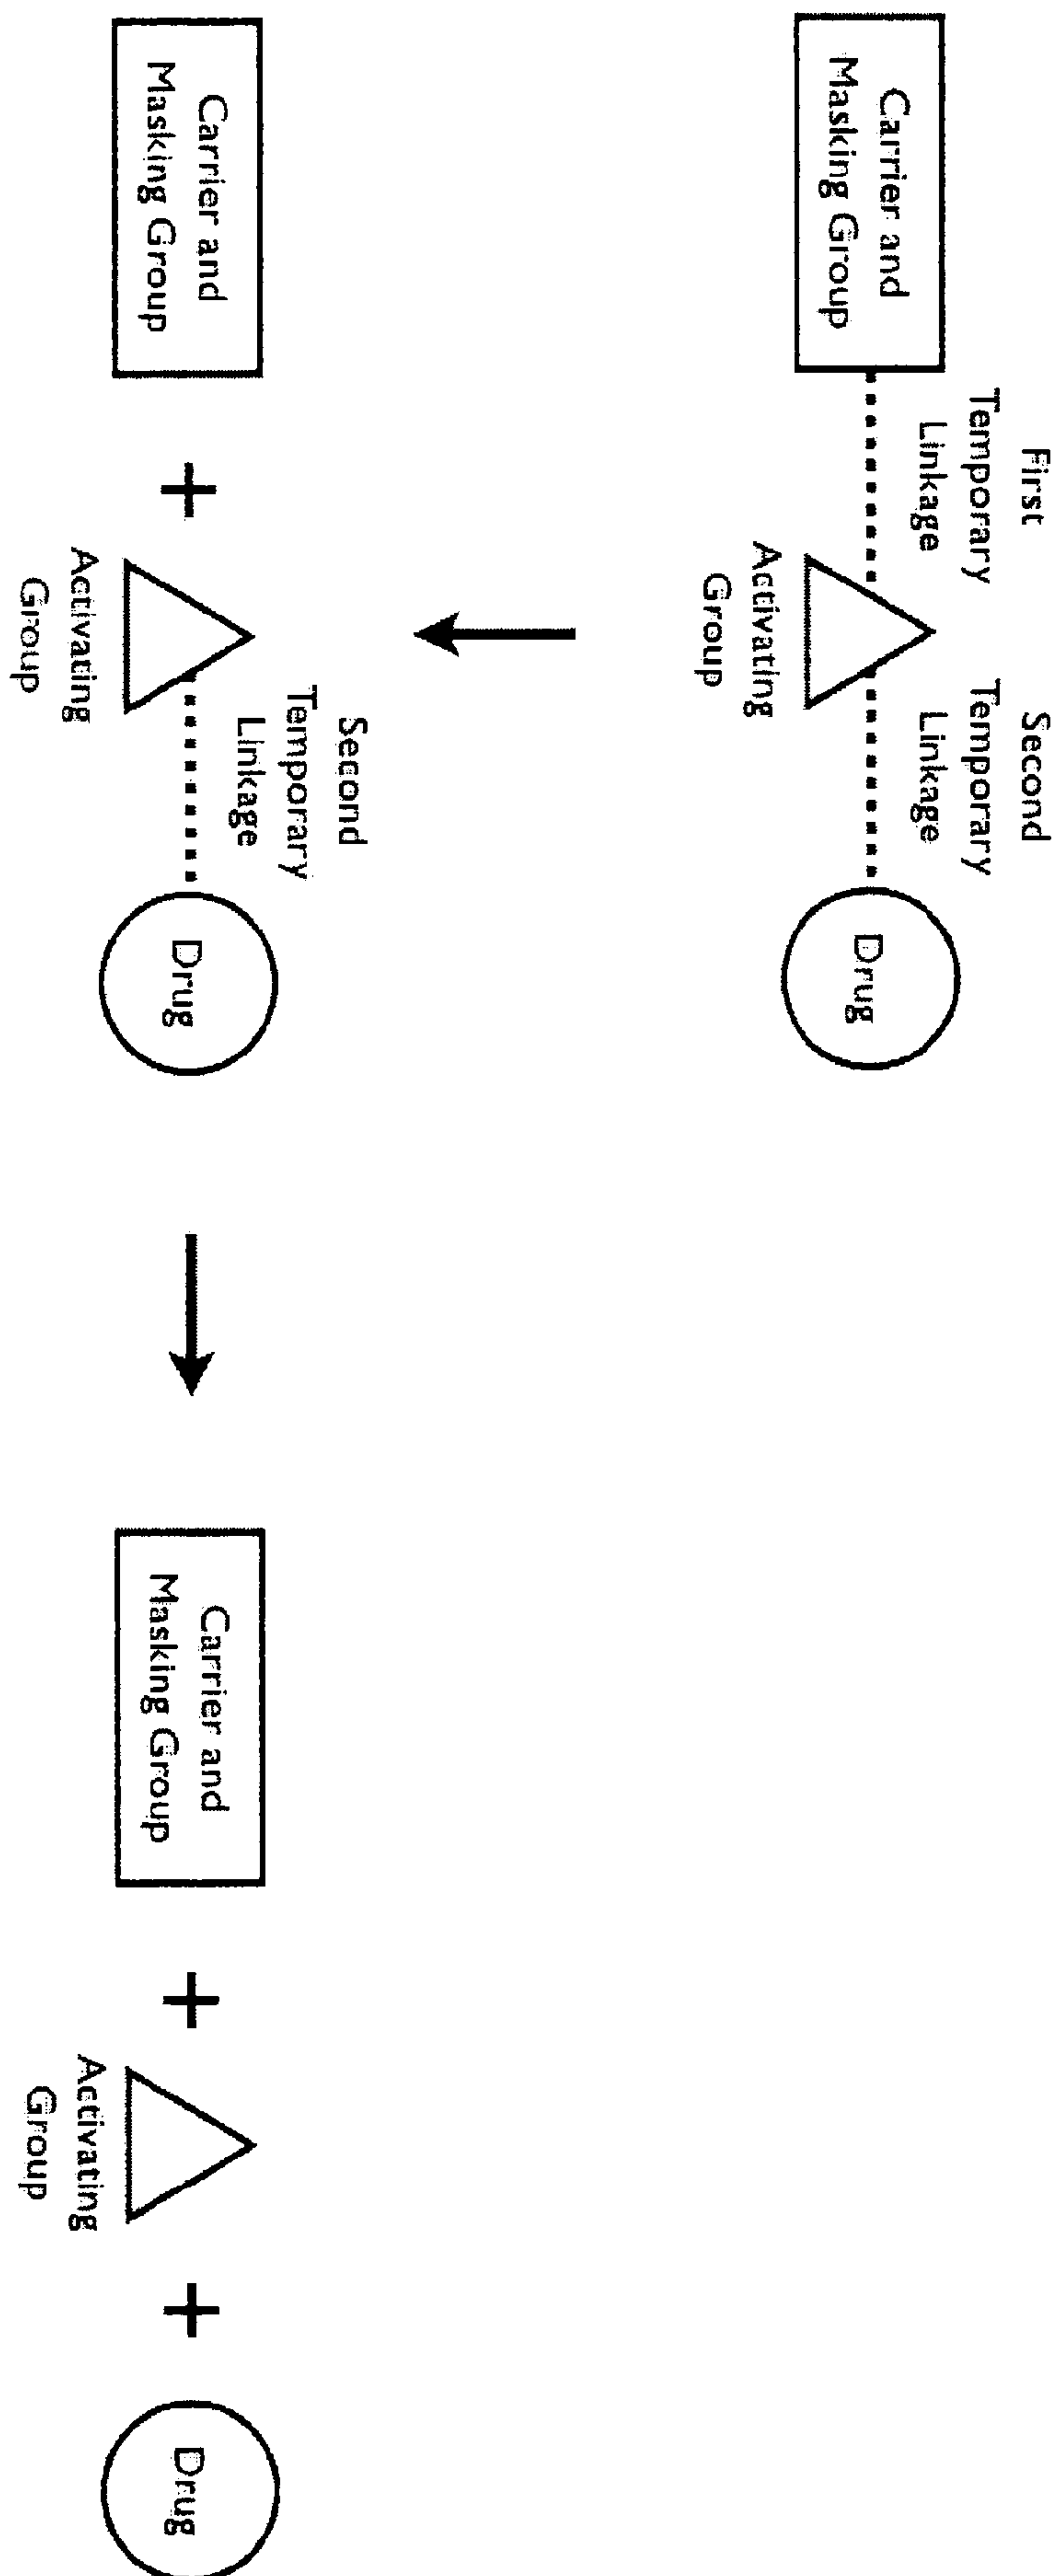 First
Temporary
Linkage
Second
Temporary
Linkage
Carrier and
Masking Group
Activating
Group
Drug
Second
Temporary
Linkage
Carrier and
Masking Group
+
Activating
Group
Drug
Carrier and
Masking Group
+
Activating
Group
+
Drug